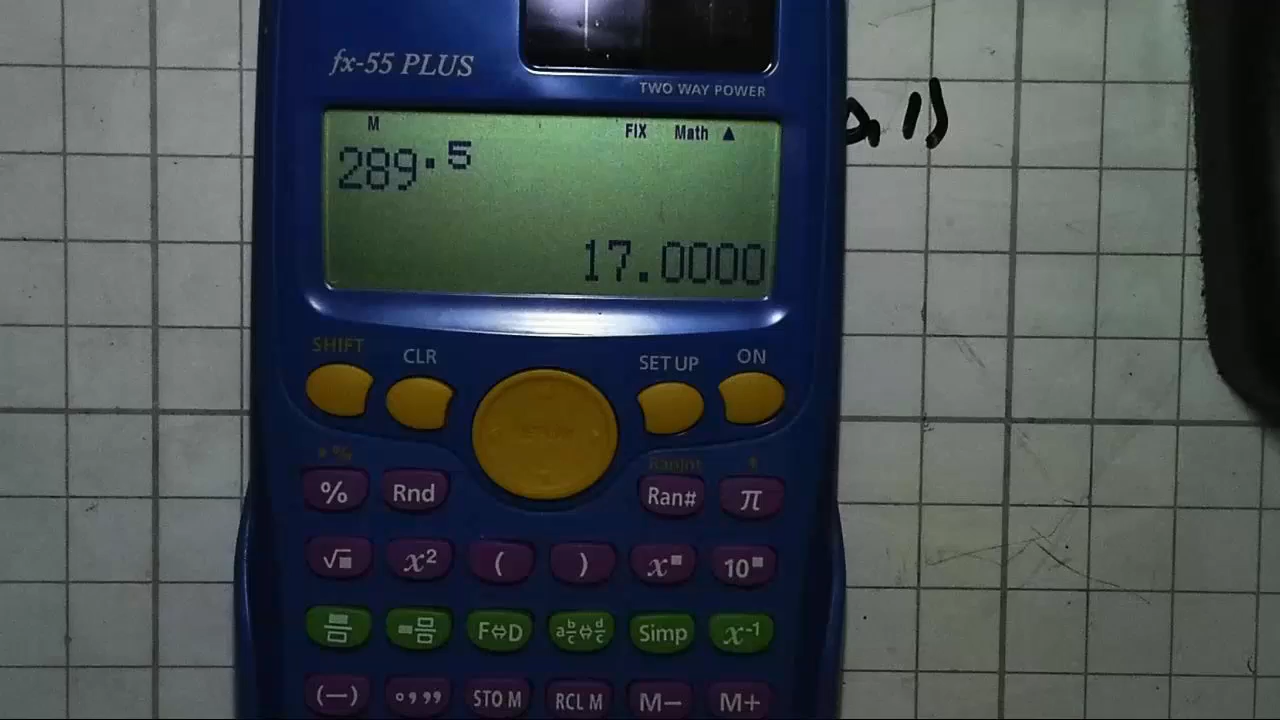 fx-55 PLUS
TWO WAY POWER
M FIX Math ▲
289^.5
17.0000
SHIFT CLR SET UP ON
% Rnd Ran# π
√■ x² ( ) x■ 10■
F⇔D a b/c⇔d/c Simp x⁻¹
(—) °,,, STO M RCL M M— M+